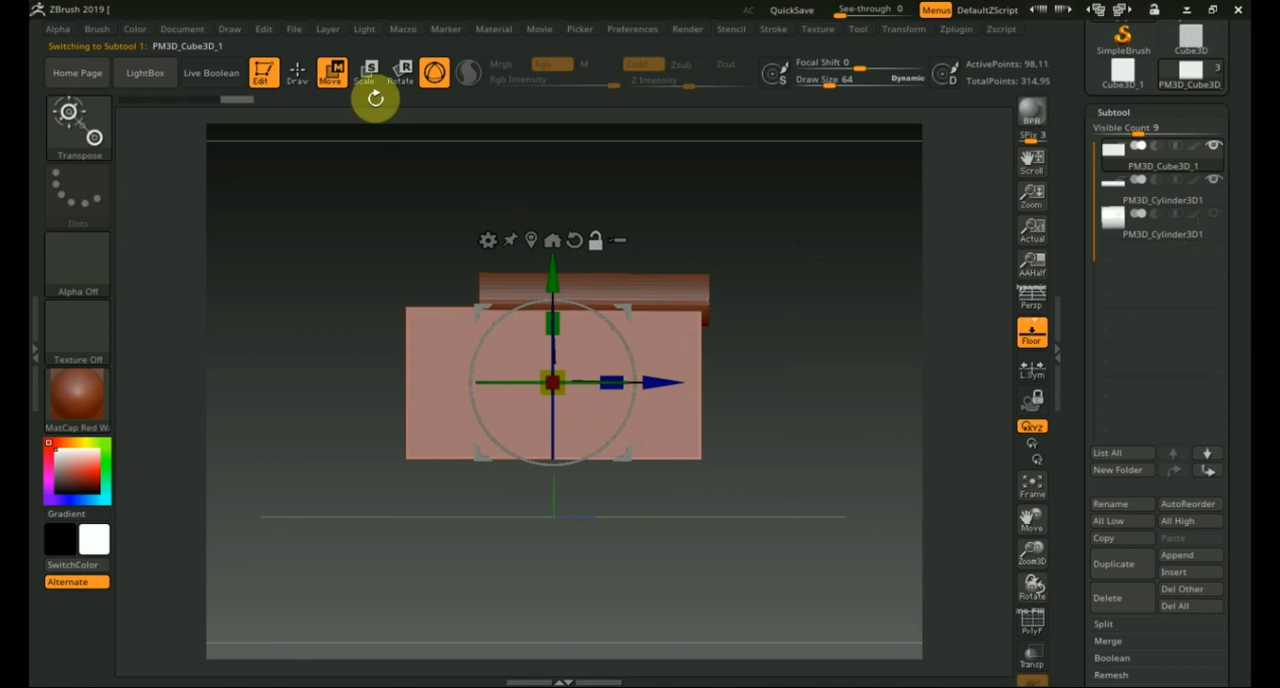 ZBrush 2019 [
AC QuickSave See-through 0 Menus DefaultZScript
Alpha Brush Color Document Draw Edit File Layer Light Macro Marker Material Movie Picker Preferences Render Stencil Stroke Texture Tool Transform Zplugin Zscript
Switching to Subtool 1: PM3D_Cube3D_1
Home Page LightBox Live Boolean Edit Draw Move Scale Rotate
Mrgb Rgb M Zadd Zsub Zcut
Rgb Intensity Z Intensity
Focal Shift 0
Draw Size 64 Dynamic
S D
ActivePoints: 98,11
TotalPoints: 314,95
SimpleBrush Cube3D
3
Cube3D_1 PM3D_Cube3D_
Transpose
Dots
Alpha Off
Texture Off
MatCap Red W
Gradient
SwitchColor
Alternate
BPR
SPix 3
Scroll
Zoom
Actual
AAHalf
Dynamic
Persp
Floor
L.Sym
XYZ
Frame
Move
Zoom3D
Rotate
Line Fill
PolyF
Transp
Subtool
Visible Count 9
PM3D_Cube3D_1
PM3D_Cylinder3D1
PM3D_Cylinder3D1
List All
New Folder
Rename AutoReorder
All Low All High
Copy Paste
Duplicate Append
Insert
Delete Del Other
Del All
Split
Merge
Boolean
Remesh